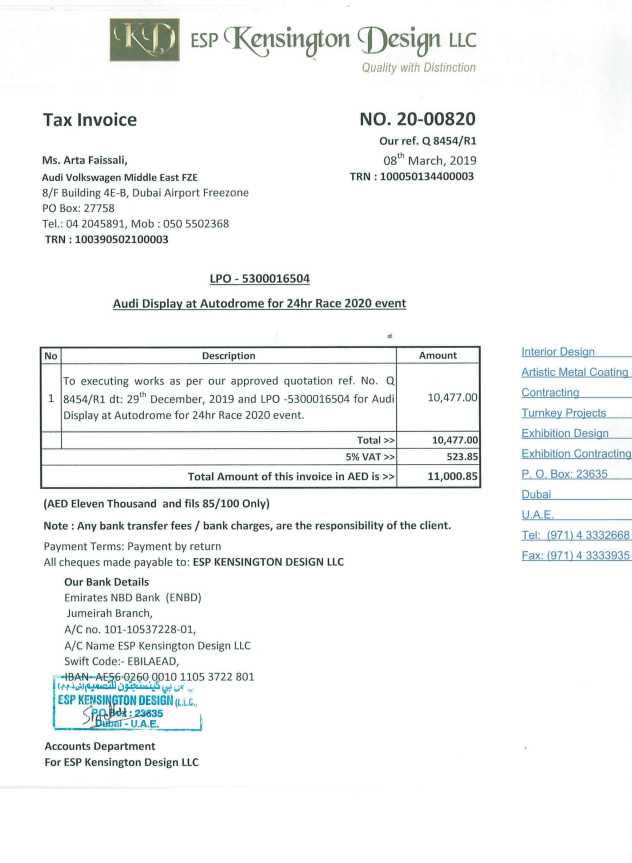 KD ESP Kensington Design LLC
Quality with Distinction
Tax Invoice
NO. 20-00820
Our ref. Q 8454/R1
Ms. Arta Faissali,
08th March, 2019
Audi Volkswagen Middle East FZE
TRN : 100050134400003
8/F Building 4E-B, Dubai Airport Freezone
PO Box: 27758
Tel.: 04 2045891, Mob : 050 5502368
TRN : 100390502100003
LPO - 5300016504
Audi Display at Autodrome for 24hr Race 2020 event
No Description Amount
To executing works as per our approved quotation ref. No. Q
1 8454/R1 dt: 29th December, 2019 and LPO -5300016504 for Audi 10,477.00
Display at Autodrome for 24hr Race 2020 event.
Total >> 10,477.00
5% VAT >> 523.85
Total Amount of this invoice in AED is >> 11,000.85
(AED Eleven Thousand and fils 85/100 Only)
Note : Any bank transfer fees / bank charges, are the responsibility of the client.
Payment Terms: Payment by return
All cheques made payable to: ESP KENSINGTON DESIGN LLC
Our Bank Details
Emirates NBD Bank (ENBD)
Jumeirah Branch,
A/C no. 101-10537228-01,
A/C Name ESP Kensington Design LLC
Swift Code:- EBILAEAD,
IBAN- AE56 0260 0010 1105 3722 801
كينسنجتون للتصميم
ESP KENSINGTON DESIGN (L.L.C.)
P.O.Box : 23635
Dubai - U.A.E.
Accounts Department
For ESP Kensington Design LLC
Interior Design
Artistic Metal Coating
Contracting
Turnkey Projects
Exhibition Design
Exhibition Contracting
P. O. Box: 23635
Dubai
U.A.E.
Tel: (971) 4 3332668
Fax: (971) 4 3333935